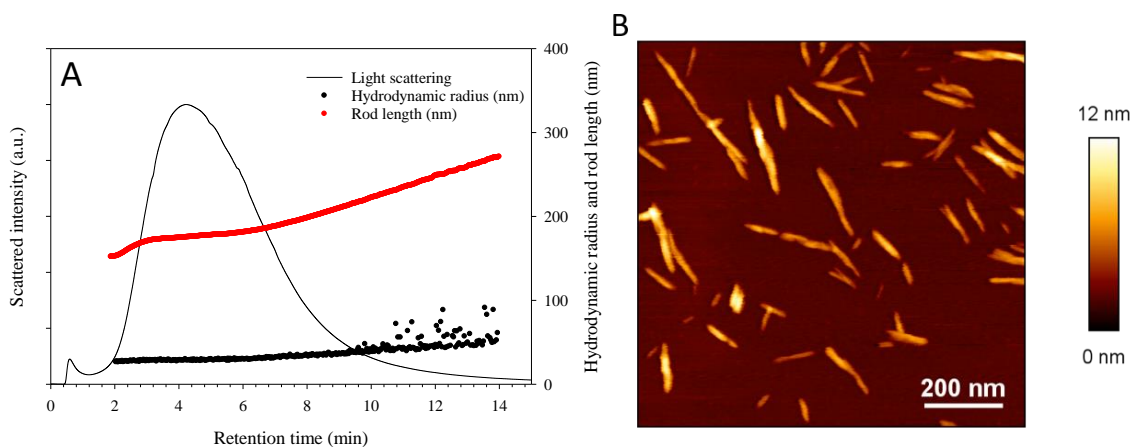 A
Light scattering
Hydrodynamic radius (nm)
Rod length (nm)
Scattered intensity (a.u.)
400
300
200
100
0
Hydrodynamic radius and rod length (nm)
0
2
4
6
8
10
12
14
Retention time (min)
B
200 nm
12 nm
0 nm